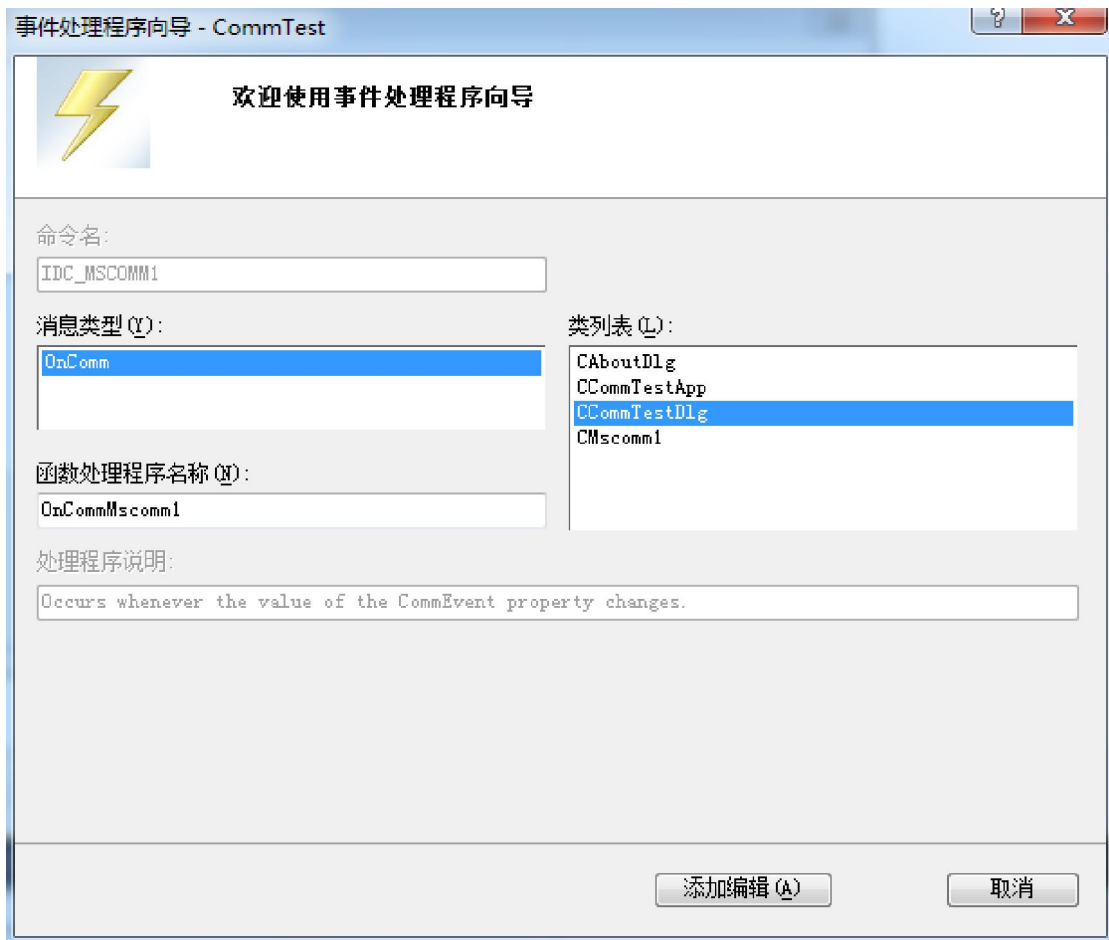 事件处理程序向导 - CommTest
欢迎使用事件处理程序向导
命令名:
IDC_MSCOMM1
消息类型(Y):
OnComm
类列表(L):
CAboutDlg
CCommTestApp
CCommTestDlg
CMscomm1
函数处理程序名称(N):
OnCommMscomm1
处理程序说明:
Occurs whenever the value of the CommEvent property changes.
添加编辑(A)
取消